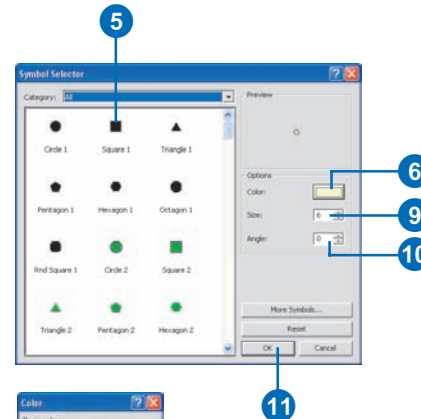 5
Symbol Selector
Category: All
Preview
Circle 1 Square 1 Triangle 1
Pentagon 1 Hexagon 1 Octagon 1
Rnd Square 1 Circle 2 Square 2
Triangle 2 Pentagon 2 Hexagon 2
Options
Color:
6
Size: 6
9
Angle: 0
10
More Symbols...
Reset
OK Cancel
11
Color